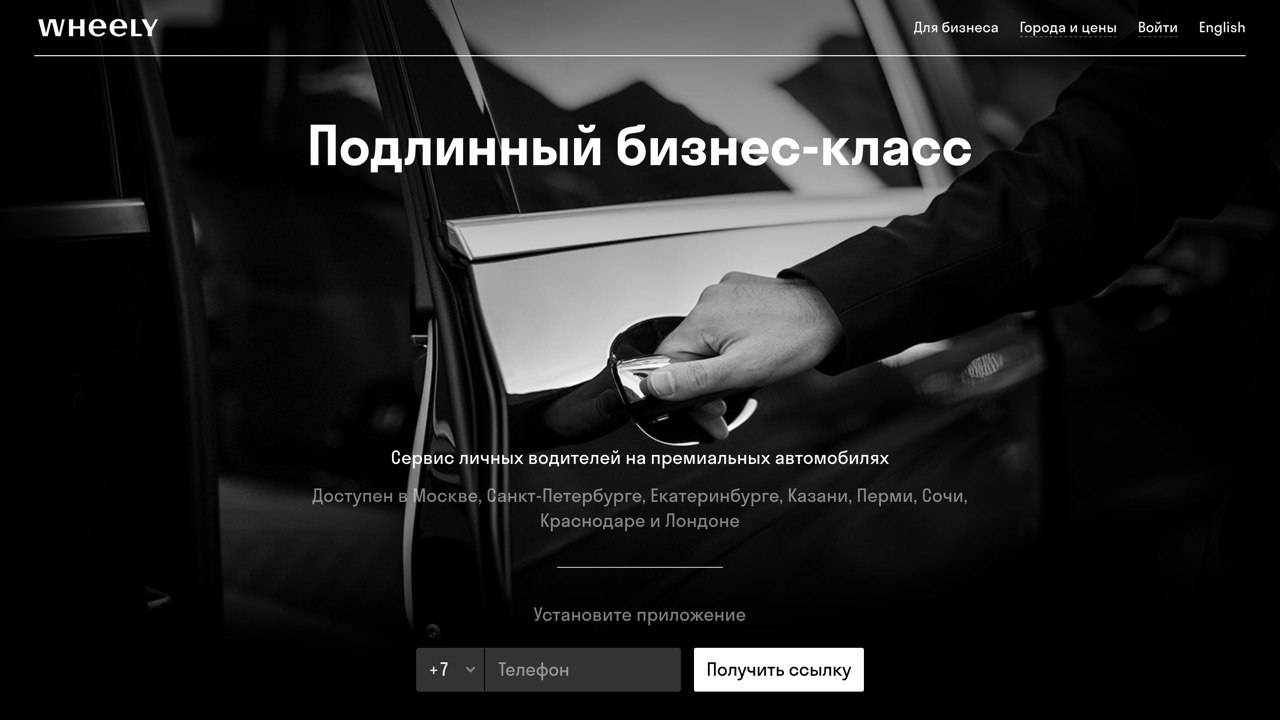 WHEELY
Для бизнеса
Города и цены
Войти
English
Подлинный бизнес-класс
Сервис личных водителей на премиальных автомобилях
Доступен в Москве, Санкт-Петербурге, Екатеринбурге, Казани, Перми, Сочи,
Краснодаре и Лондоне
Установите приложение
+7
Телефон
Получить ссылку